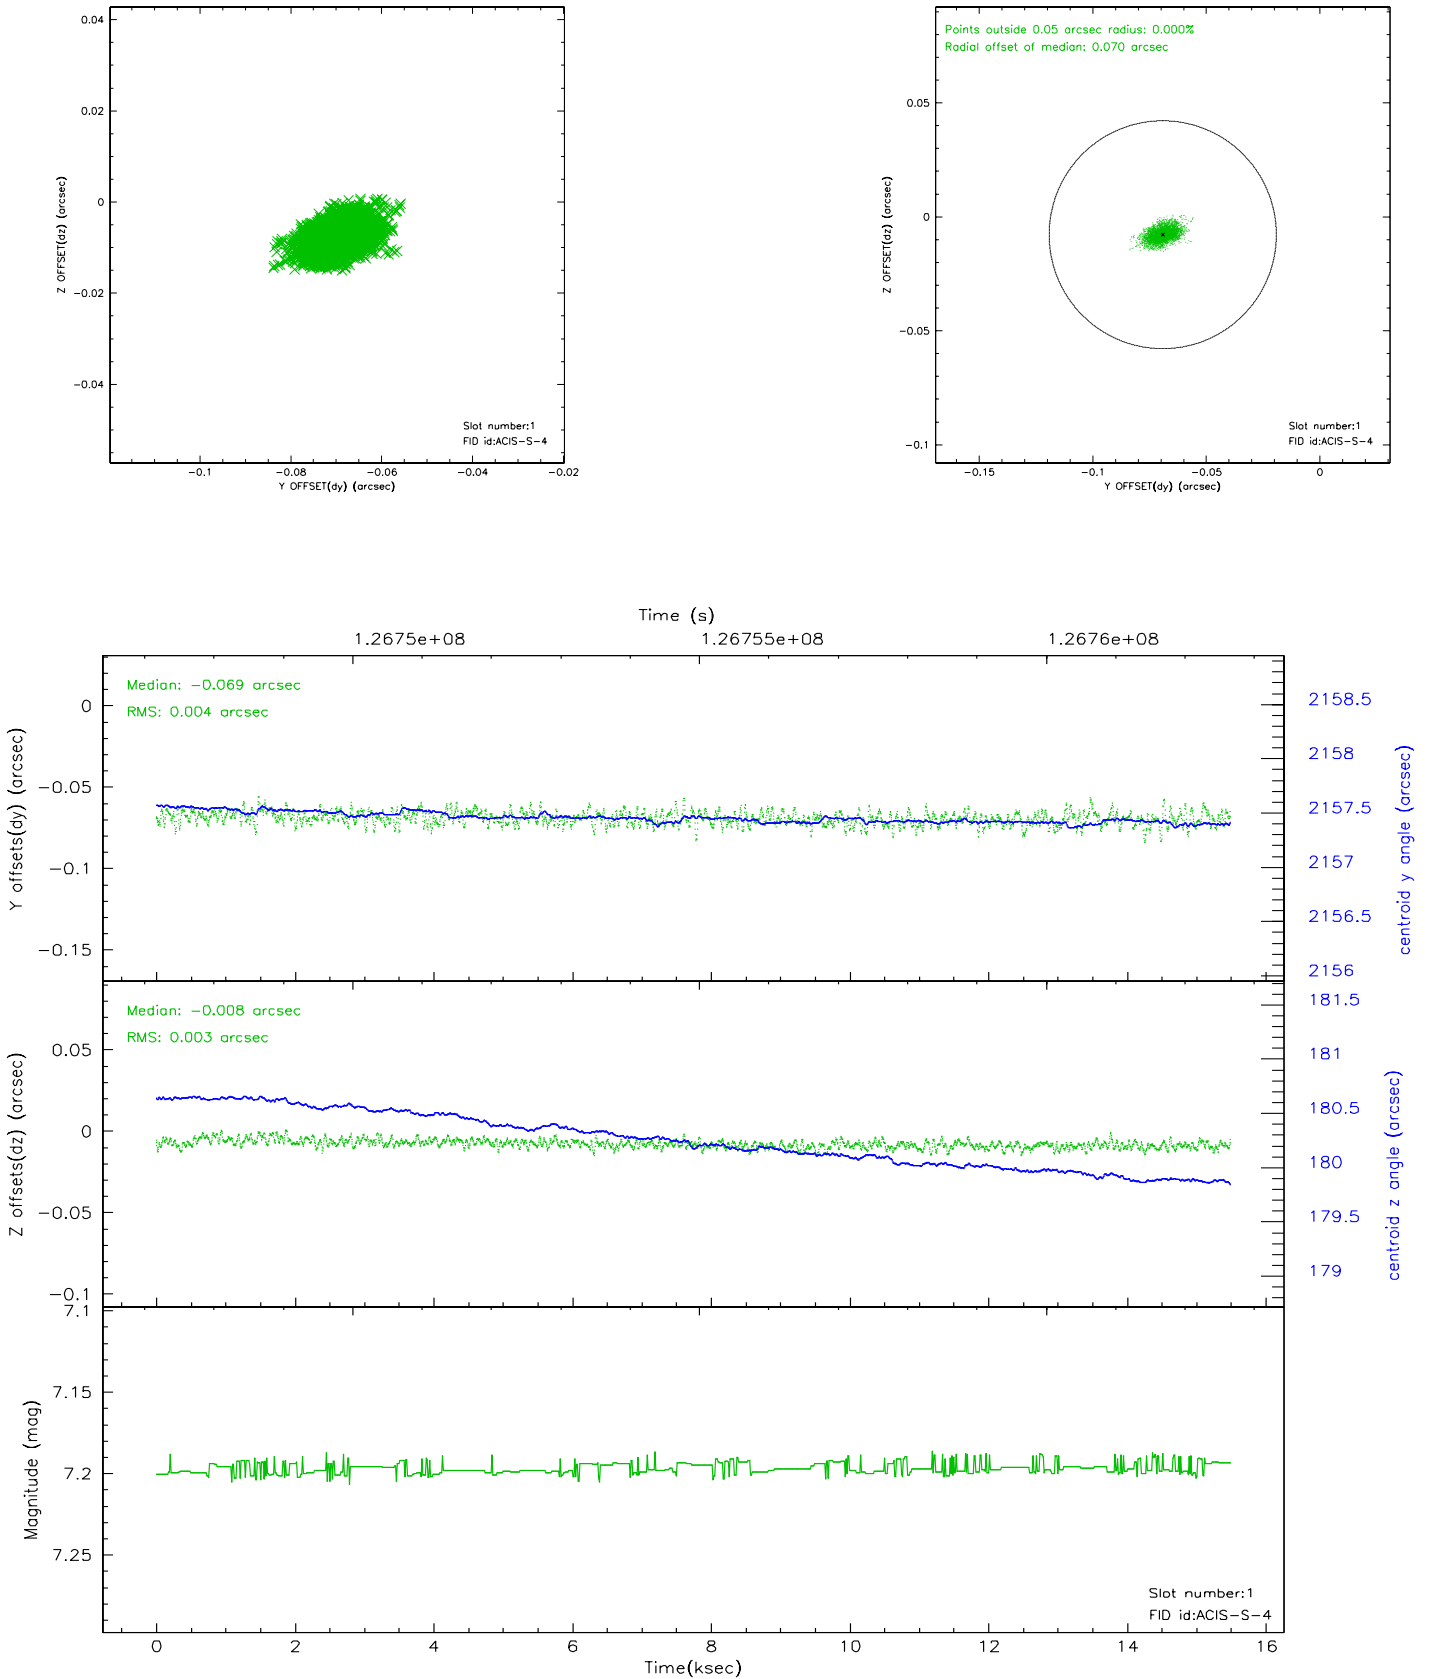 0.04
0.02
0
−0.02
−0.04
Z OFFSET(dz) (arcsec)
Slot number:1
FID id:ACIS−S−4
−0.1
−0.08
−0.06
−0.04
−0.02
Y OFFSET(dy) (arcsec)
Points outside 0.05 arcsec radius: 0.000%
Radial offset of median: 0.070 arcsec
0.05
0
−0.05
−0.1
Z OFFSET(dz) (arcsec)
Slot number:1
FID id:ACIS−S−4
−0.15
−0.1
−0.05
0
Y OFFSET(dy) (arcsec)
Time (s)
1.2675e+08
1.26755e+08
1.2676e+08
Median: −0.069 arcsec
RMS: 0.004 arcsec
0
−0.05
−0.1
−0.15
Y offsets(dy) (arcsec)
2158.5
2158
2157.5
2157
2156.5
2156
centroid y angle (arcsec)
Median: −0.008 arcsec
RMS: 0.003 arcsec
0.05
0
−0.05
−0.1
Z offsets(dz) (arcsec)
181.5
181
180.5
180
179.5
179
centroid z angle (arcsec)
7.1
7.15
7.2
7.25
Magnitude (mag)
Slot number:1
FID id:ACIS−S−4
0
2
4
6
8
10
12
14
16
Time(ksec)